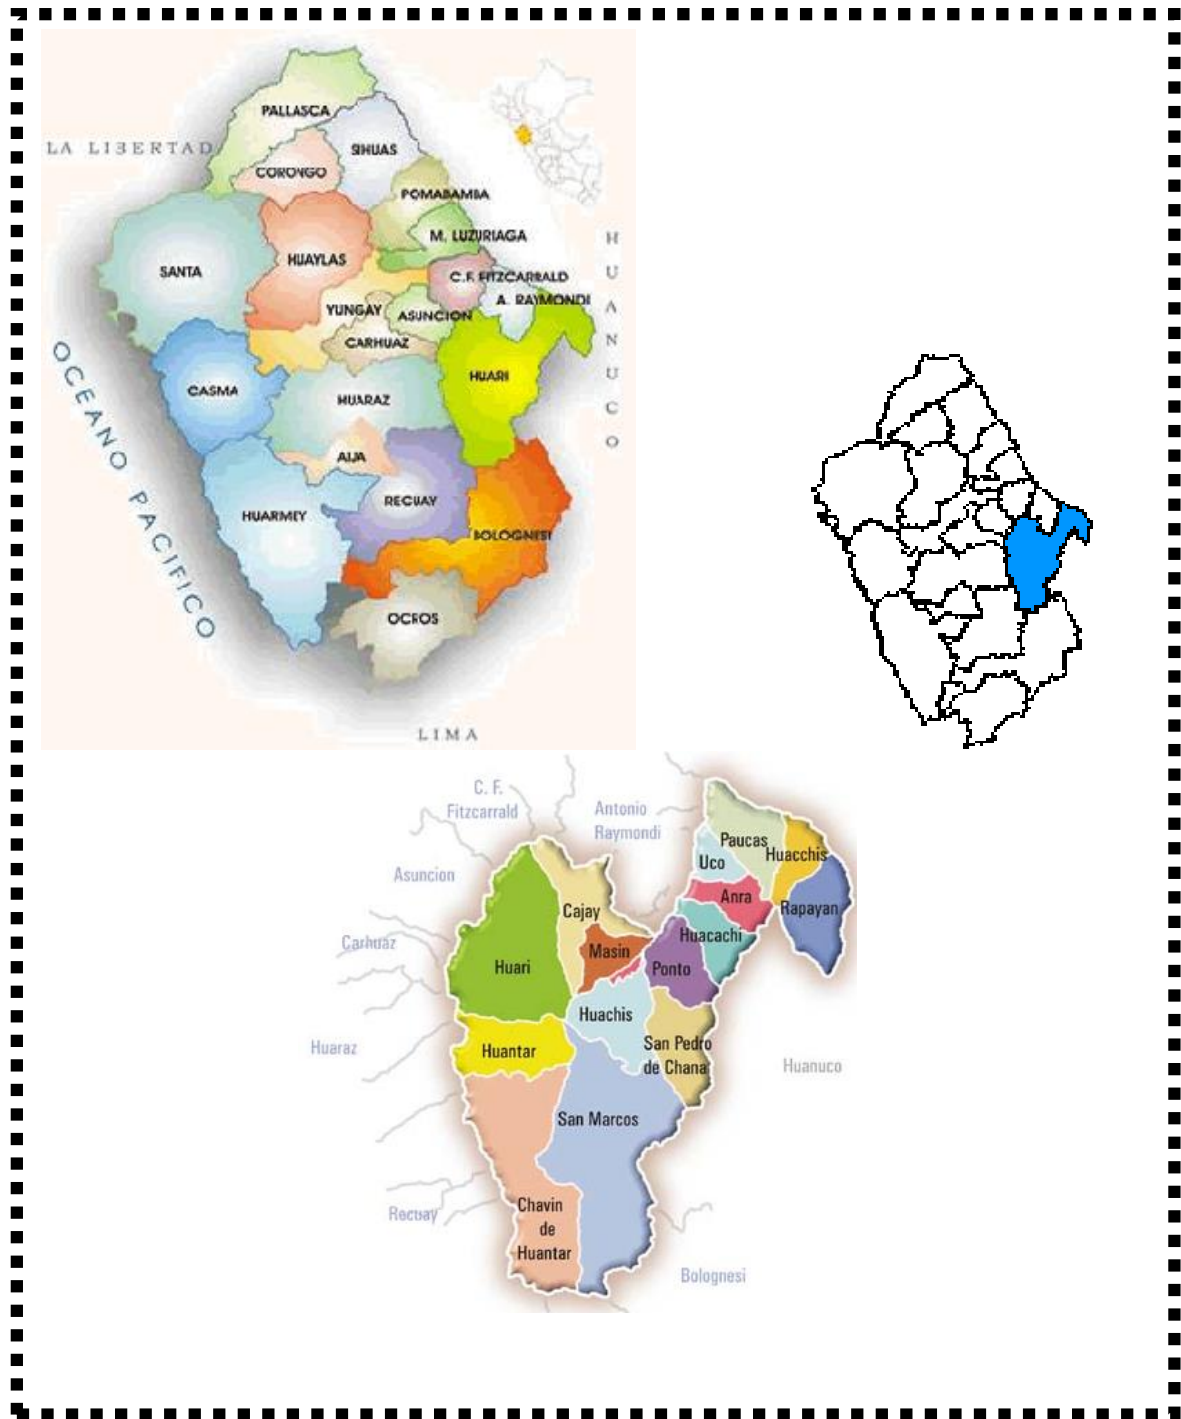 PALLASCA
LA LIBERTAD
SIHUAS
CORONGO
POMABAMBA
M. LUZURIAGA
HUANUCO
SANTA
HUAYLAS
C.F. FITZCARRALD
A. RAYMONDI
YUNGAY
ASUNCION
CARHUAZ
OCEANO PACIFICO
CASMA
HUARAZ
HUARI
AIJA
RECUAY
HUARMEY
BOLOGNESI
OCROS
LIMA
C. F.
Fitzcarrald
Antonio
Raymondi
Asuncion
Carhuaz
Huaraz
Recuay
Bolognesi
Huanuco
Paucas
Huacchis
Uco
Anra
Rapayan
Cajay
Huacachi
Masin
Huari
Ponto
Huachis
San Pedro
de Chana
Huantar
San Marcos
Chavin
de
Huantar